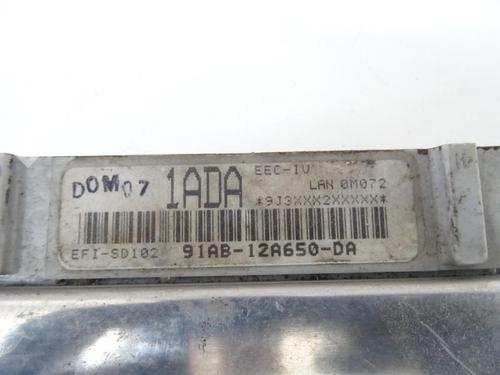 DOM07 1ADA EEC-IV
LAN 0M072
*9J3XXX2XXXXX*
EFI-SD102 91AB-12A650-DA